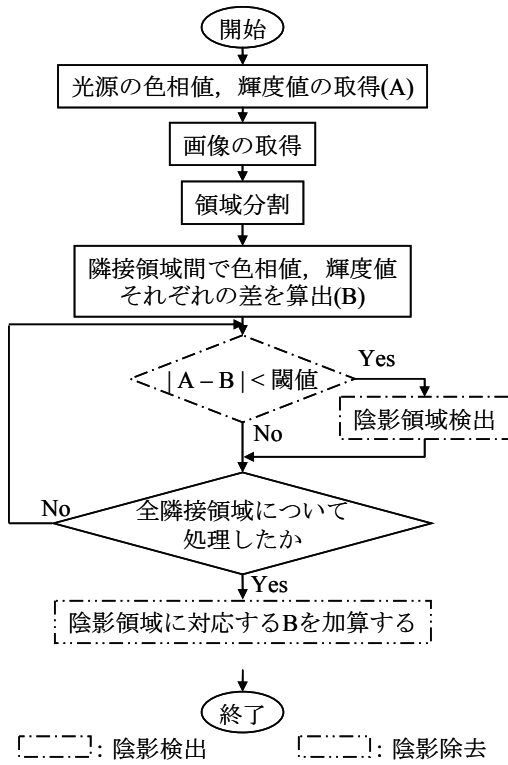 開始
光源の色相値，輝度値の取得(A)
画像の取得
領域分割
隣接領域間で色相値，輝度値
それぞれの差を算出(B)
| A – B | < 閾値
Yes
陰影領域検出
No
全隣接領域について
処理したか
No
Yes
陰影領域に対応するBを加算する
終了
: 陰影検出
: 陰影除去